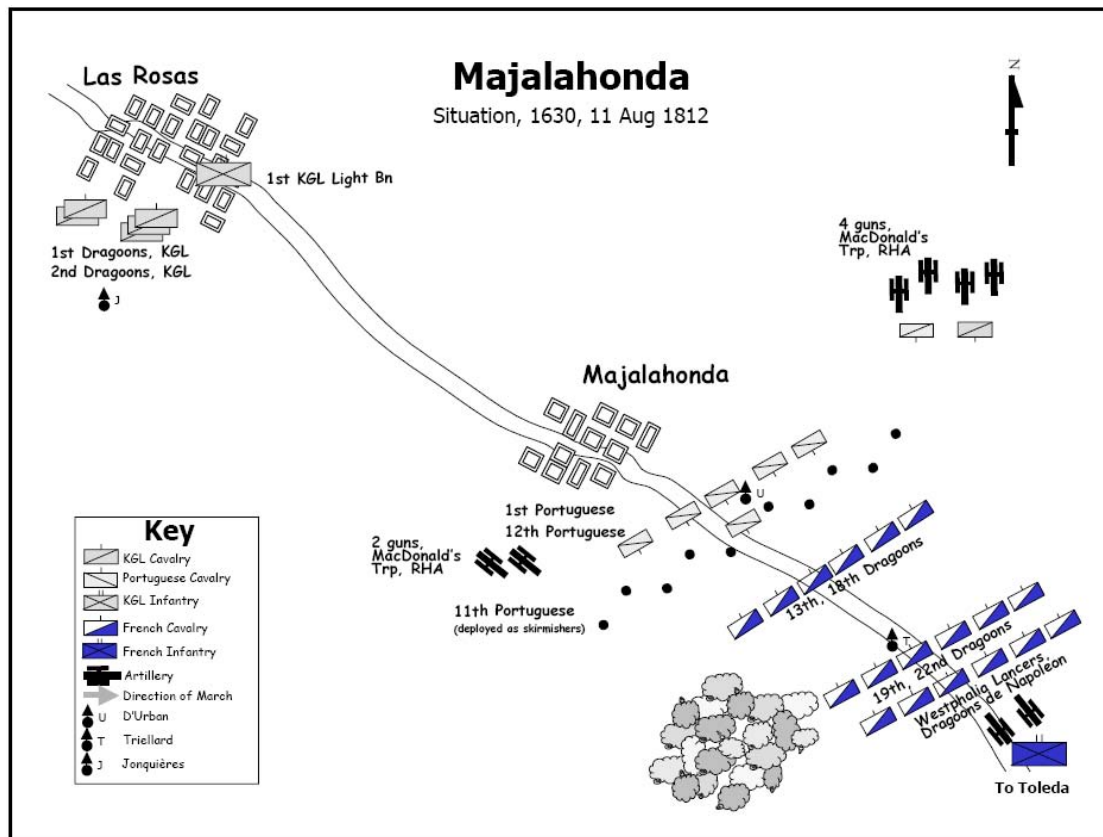 Majalahonda
Situation, 1630, 11 Aug 1812
N
Las Rosas
1st KGL Light Bn
1st Dragoons, KGL
2nd Dragoons, KGL
J
4 guns,
MacDonald's
Trp, RHA
Majalahonda
U
1st Portuguese
12th Portuguese
2 guns,
MacDonald's
Trp, RHA
11th Portuguese
(deployed as skirmishers)
13th, 18th Dragoons
T
19th, 22nd Dragoons
Westphalia Lancers,
Dragoons de Napoleon
To Toleda
Key
KGL Cavalry
Portuguese Cavalry
KGL Infantry
French Cavalry
French Infantry
Artillery
Direction of March
U D'Urban
T Triellard
J Jonquières